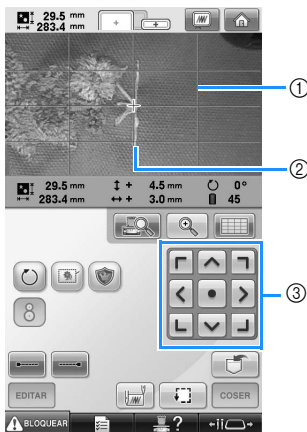 29.5 mm
283.4 mm
①
②
29.5 mm ↕ + 4.5 mm 0°
283.4 mm ↔ + 3.0 mm 45
③
8
EDITAR COSER
BLOQUEAR ?